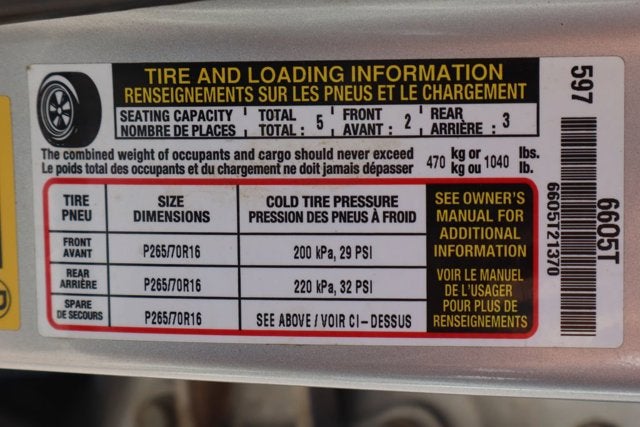 TIRE AND LOADING INFORMATION
RENSEIGNEMENTS SUR LES PNEUS ET LE CHARGEMENT
SEATING CAPACITY TOTAL : 5 FRONT : 2 REAR : 3
NOMBRE DE PLACES TOTAL AVANT ARRIÈRE
The combined weight of occupants and cargo should never exceed 470 kg or 1040 lbs.
Le poids total des occupants et du chargement ne doit jamais dépasser kg ou lb.
TIRE SIZE COLD TIRE PRESSURE
PNEU DIMENSIONS PRESSION DES PNEUS À FROID
FRONT
AVANT P265/70R16 200 kPa, 29 PSI
REAR
ARRIÈRE P265/70R16 220 kPa, 32 PSI
SPARE
DE SECOURS P265/70R16 SEE ABOVE / VOIR CI-DESSUS
SEE OWNER'S
MANUAL FOR
ADDITIONAL
INFORMATION
VOIR LE MANUEL
DE L'USAGER
POUR PLUS DE
RENSEIGNEMENTS
597
6605T
6605121370